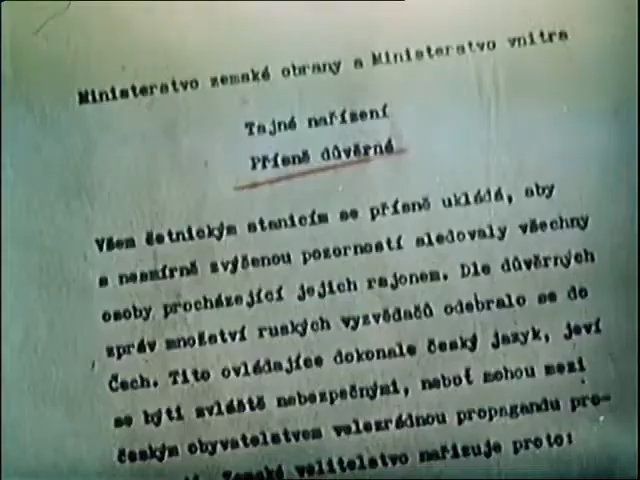 Ministerstvo zemské obrany a Ministerstvo vnitra
Tajné nařízení
Přísně důvěrné
Všem četnickým stanicím se přísně ukládá, aby
s nesmírně zvýšenou pozorností sledovaly všechny
osoby procházející jejich rajonem. Dle důvěrných
zpráv množství ruských vyzvědačů odebralo se do
Čech. Tito ovládajíce dokonale český jazyk, jeví
se býti zvláště nebezpečnými, neboť mohou mezi
českým obyvatelstvem velezrádnou propagandu pro-
Zemské velitelstvo nařizuje proto: